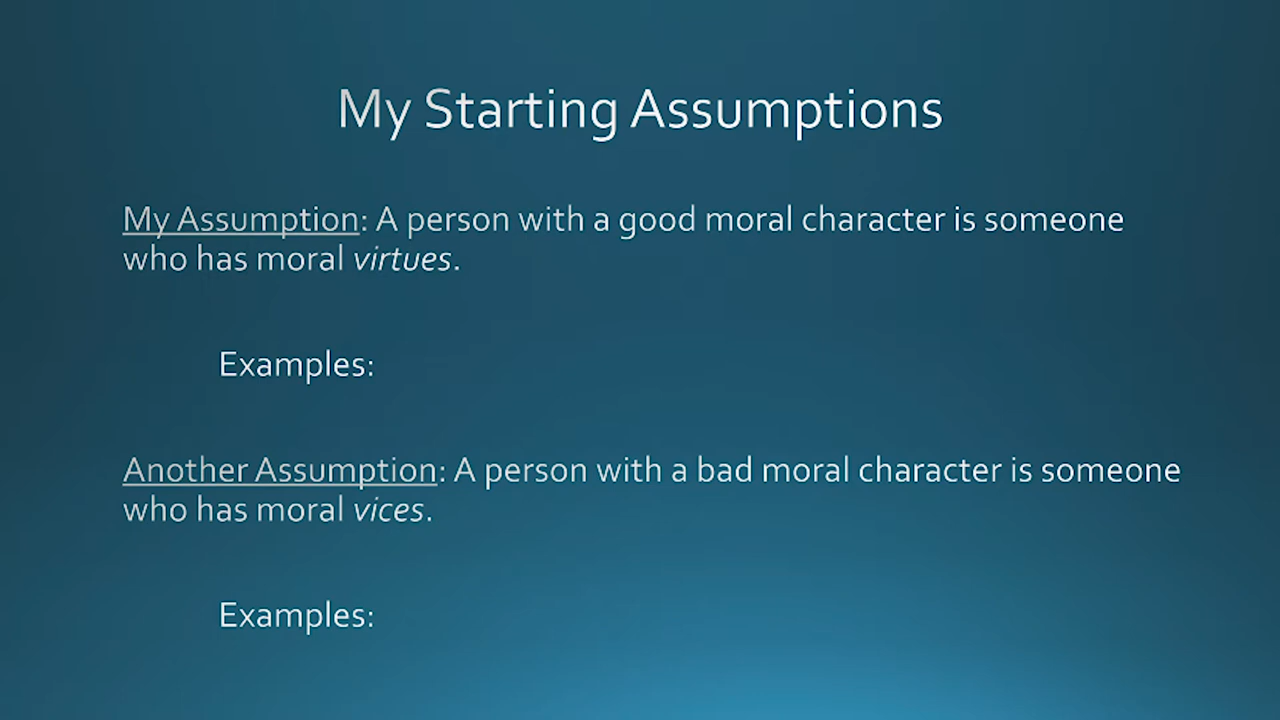 My Starting Assumptions
My Assumption: A person with a good moral character is someone
who has moral virtues.
Examples:
Another Assumption: A person with a bad moral character is someone
who has moral vices.
Examples: